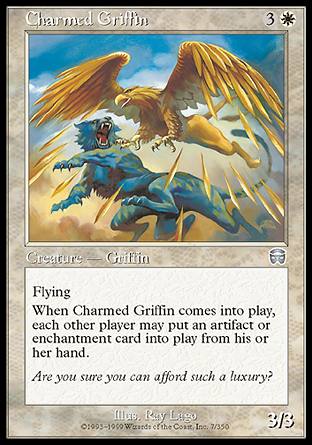 Charmed Griffin 3
Creature — Griffin
Flying
When Charmed Griffin comes into play,
each other player may put an artifact or
enchantment card into play from his or
her hand.
Are you sure you can afford such a luxury?
Illus. Ray Lago
©1993–1999 Wizards of the Coast, Inc. 7/350
3/3